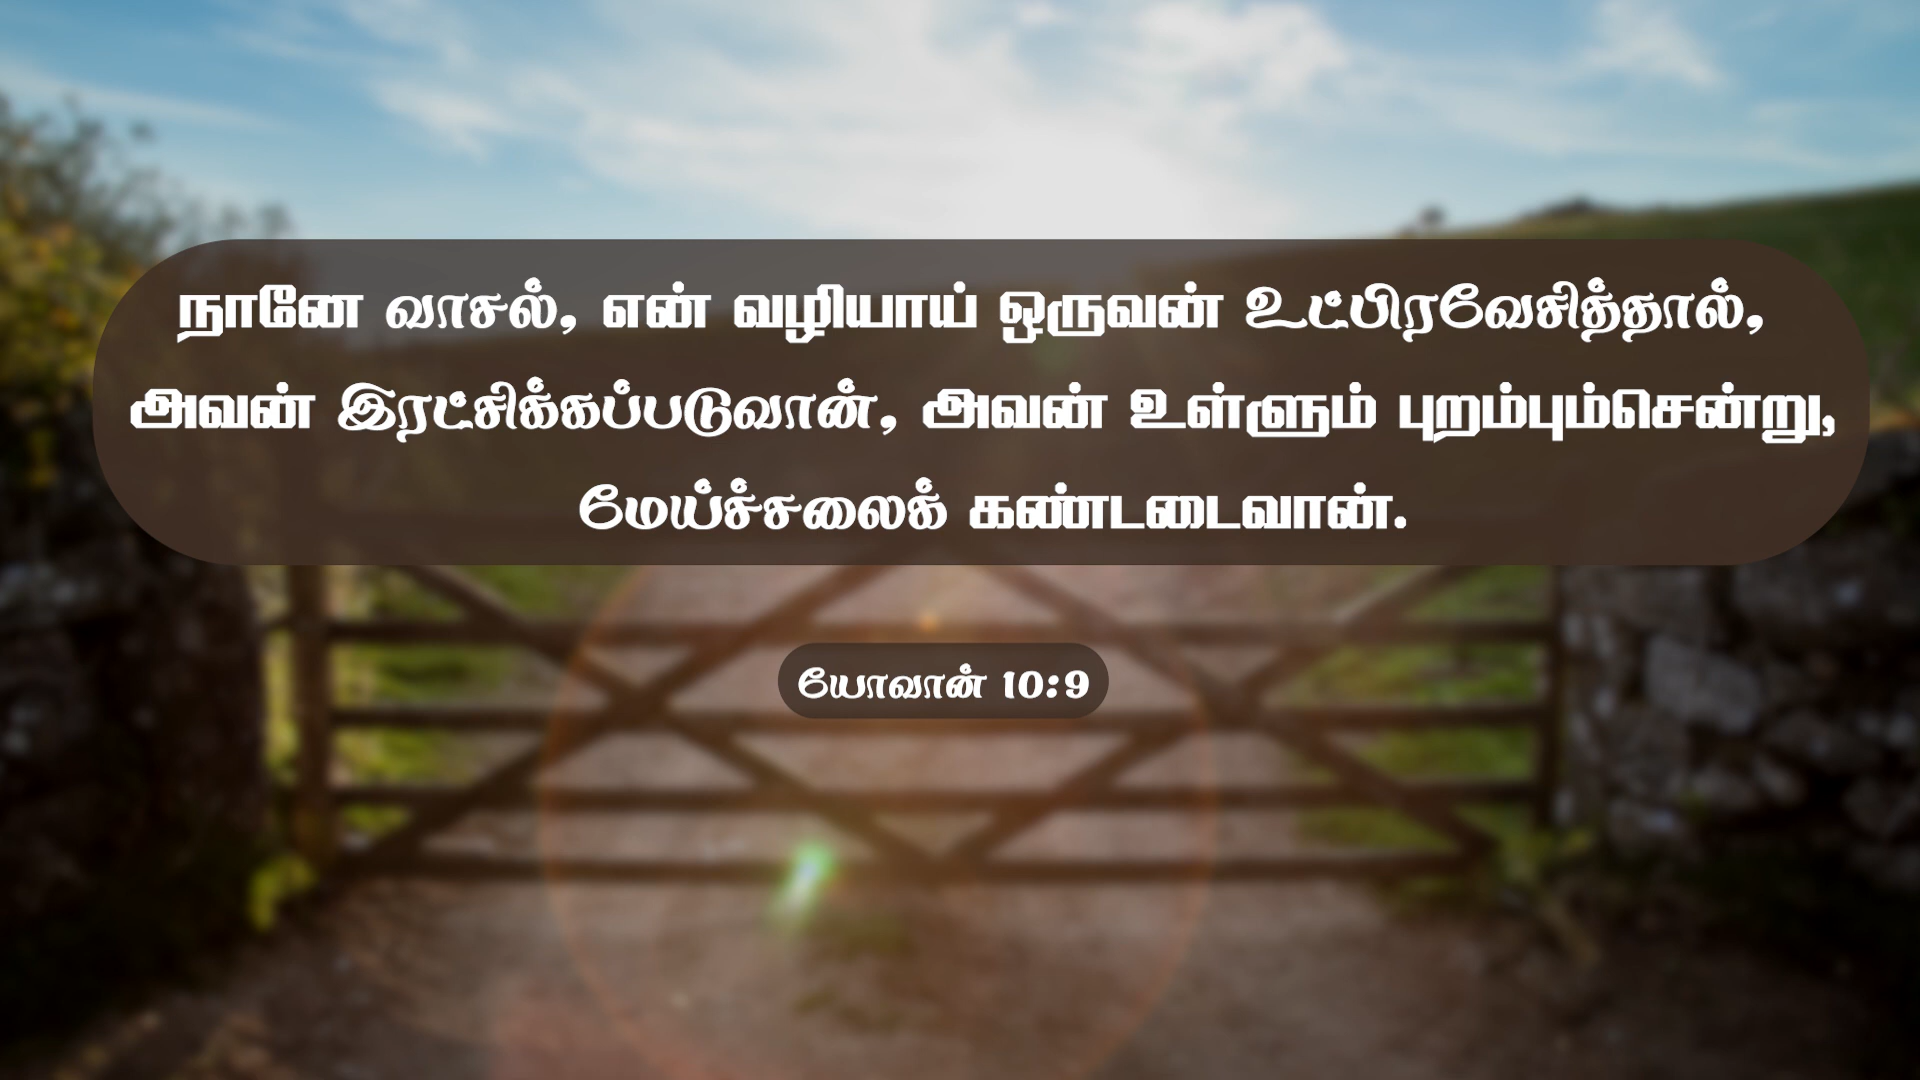 நானே வாசல், என் வழியாய் ஒருவன் உட்பிரவேசித்தால்,
அவன் இரட்சிக்கப்படுவான், அவன் உள்ளும் புறம்பும்சென்று,
மேய்ச்சலைக் கண்டடைவான்.
யோவான் 10:9